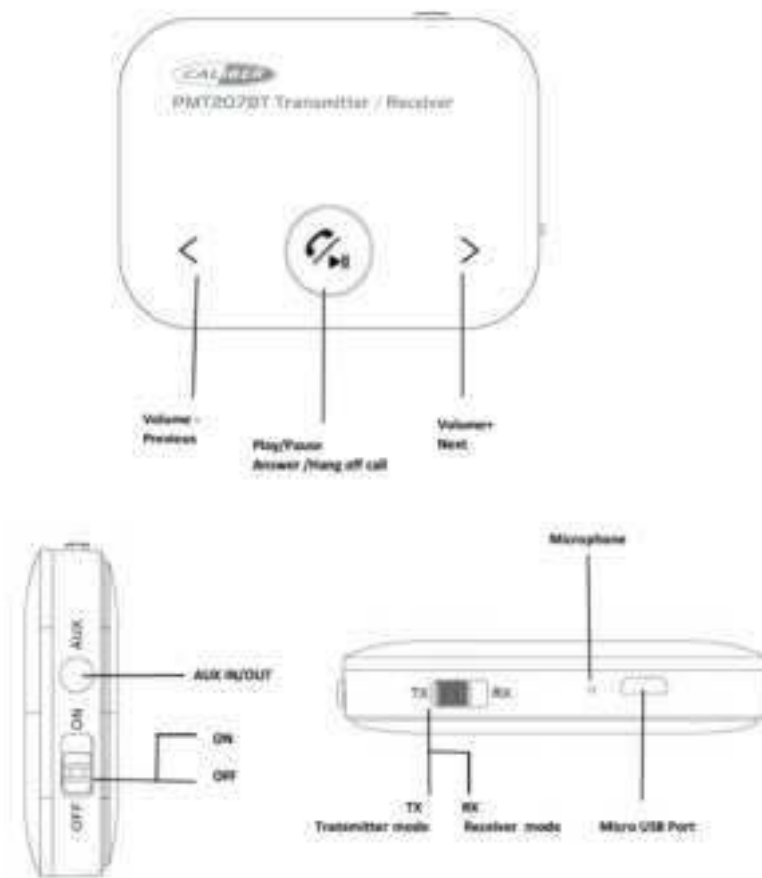 CALIBER
PMT207BT Transmitter / Receiver
Volume -
Previous
Play/Pause
Answer /Hang off call
Volume+
Next
Microphone
AUX
AUX IN/OUT
ON
ON
OFF
OFF
TX
RX
TX
Transmitter mode
RX
Receiver mode
Micro USB Port